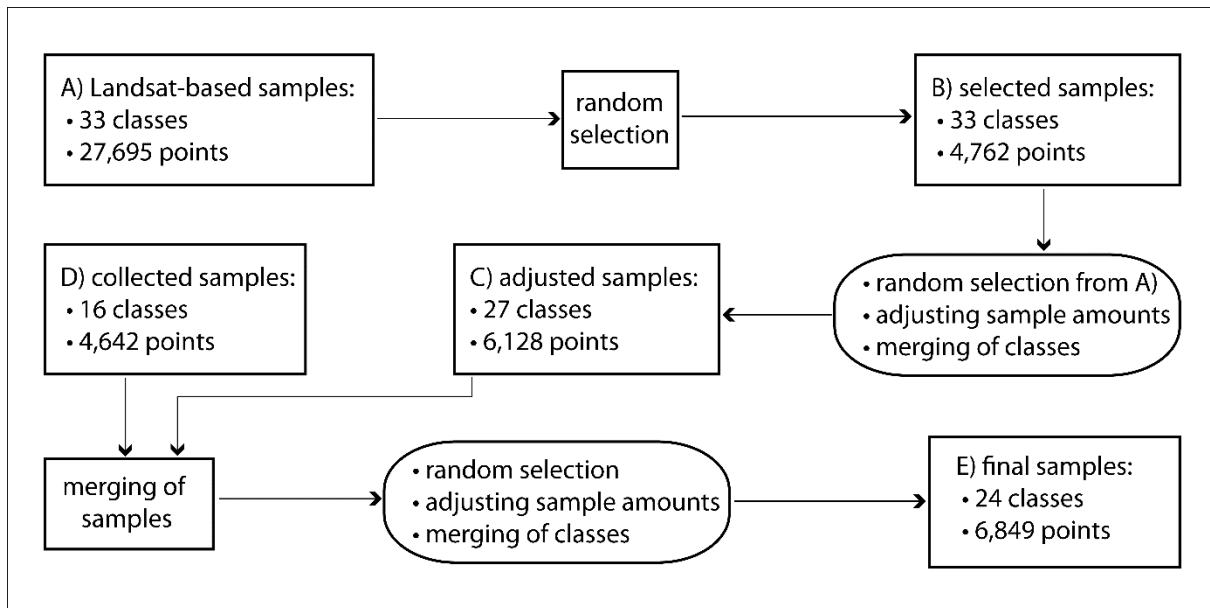 A) Landsat-based samples:
• 33 classes
• 27,695 points
random
selection
B) selected samples:
• 33 classes
• 4,762 points
• random selection from A)
• adjusting sample amounts
• merging of classes
C) adjusted samples:
• 27 classes
• 6,128 points
D) collected samples:
• 16 classes
• 4,642 points
merging of
samples
• random selection
• adjusting sample amounts
• merging of classes
E) final samples:
• 24 classes
• 6,849 points